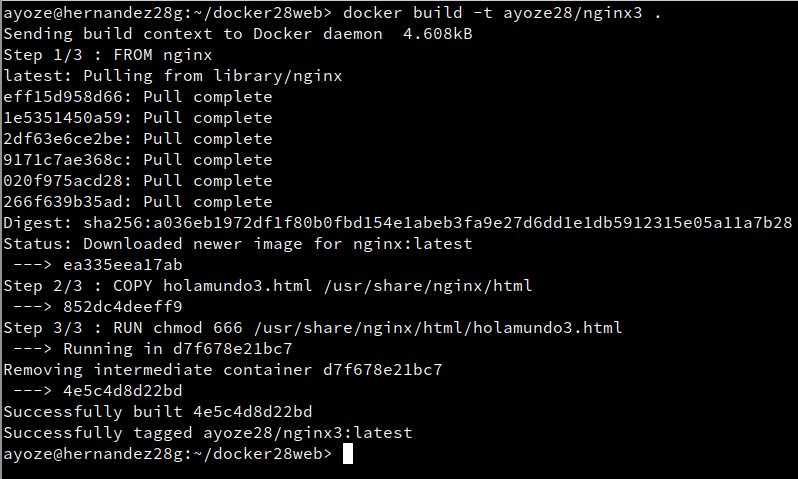 ayoze@hernandez28g:~/docker28web> docker build -t ayoze28/nginx3 .
Sending build context to Docker daemon  4.608kB
Step 1/3 : FROM nginx
latest: Pulling from library/nginx
eff15d958d66: Pull complete
1e5351450a59: Pull complete
2df63e6ce2be: Pull complete
9171c7ae368c: Pull complete
020f975acd28: Pull complete
266f639b35ad: Pull complete
Digest: sha256:a036eb1972df1f80b0fbd154e1abeb3fa9e27d6dd1e1db5912315e05a11a7b28
Status: Downloaded newer image for nginx:latest
 ---> ea335eea17ab
Step 2/3 : COPY holamundo3.html /usr/share/nginx/html
 ---> 852dc4deeff9
Step 3/3 : RUN chmod 666 /usr/share/nginx/html/holamundo3.html
 ---> Running in d7f678e21bc7
Removing intermediate container d7f678e21bc7
 ---> 4e5c4d8d22bd
Successfully built 4e5c4d8d22bd
Successfully tagged ayoze28/nginx3:latest
ayoze@hernandez28g:~/docker28web>